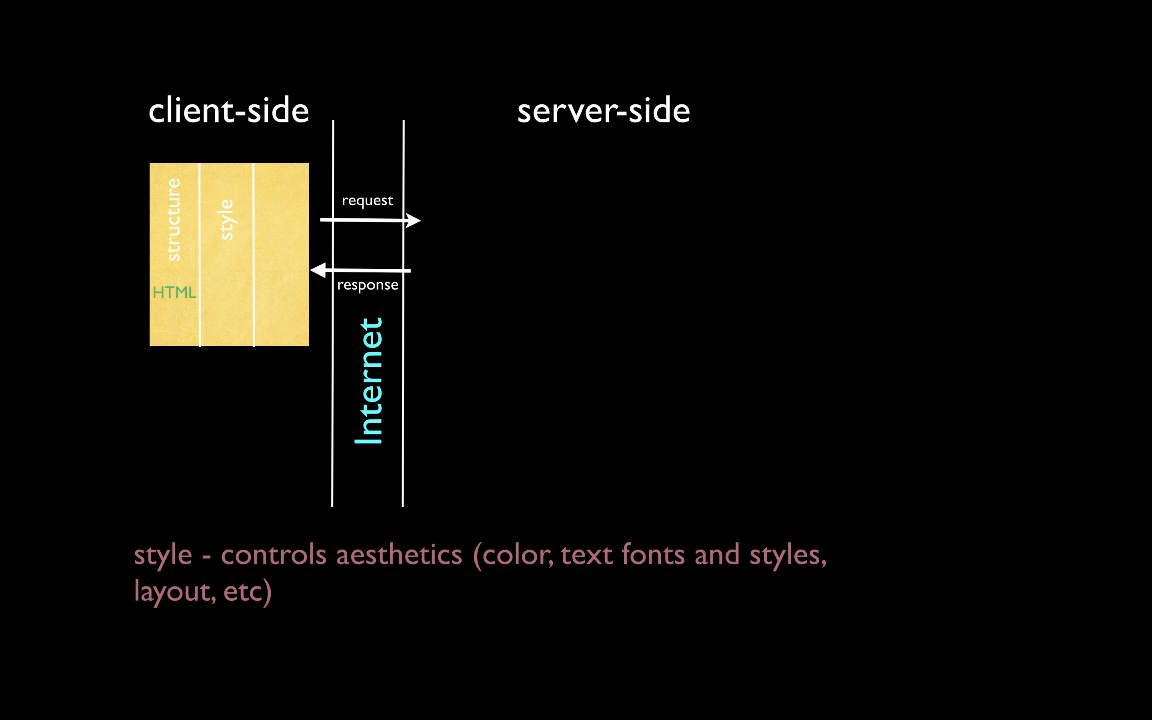 client-side
server-side
structure
style
HTML
request
response
Internet
style - controls aesthetics (color, text fonts and styles,
layout, etc)